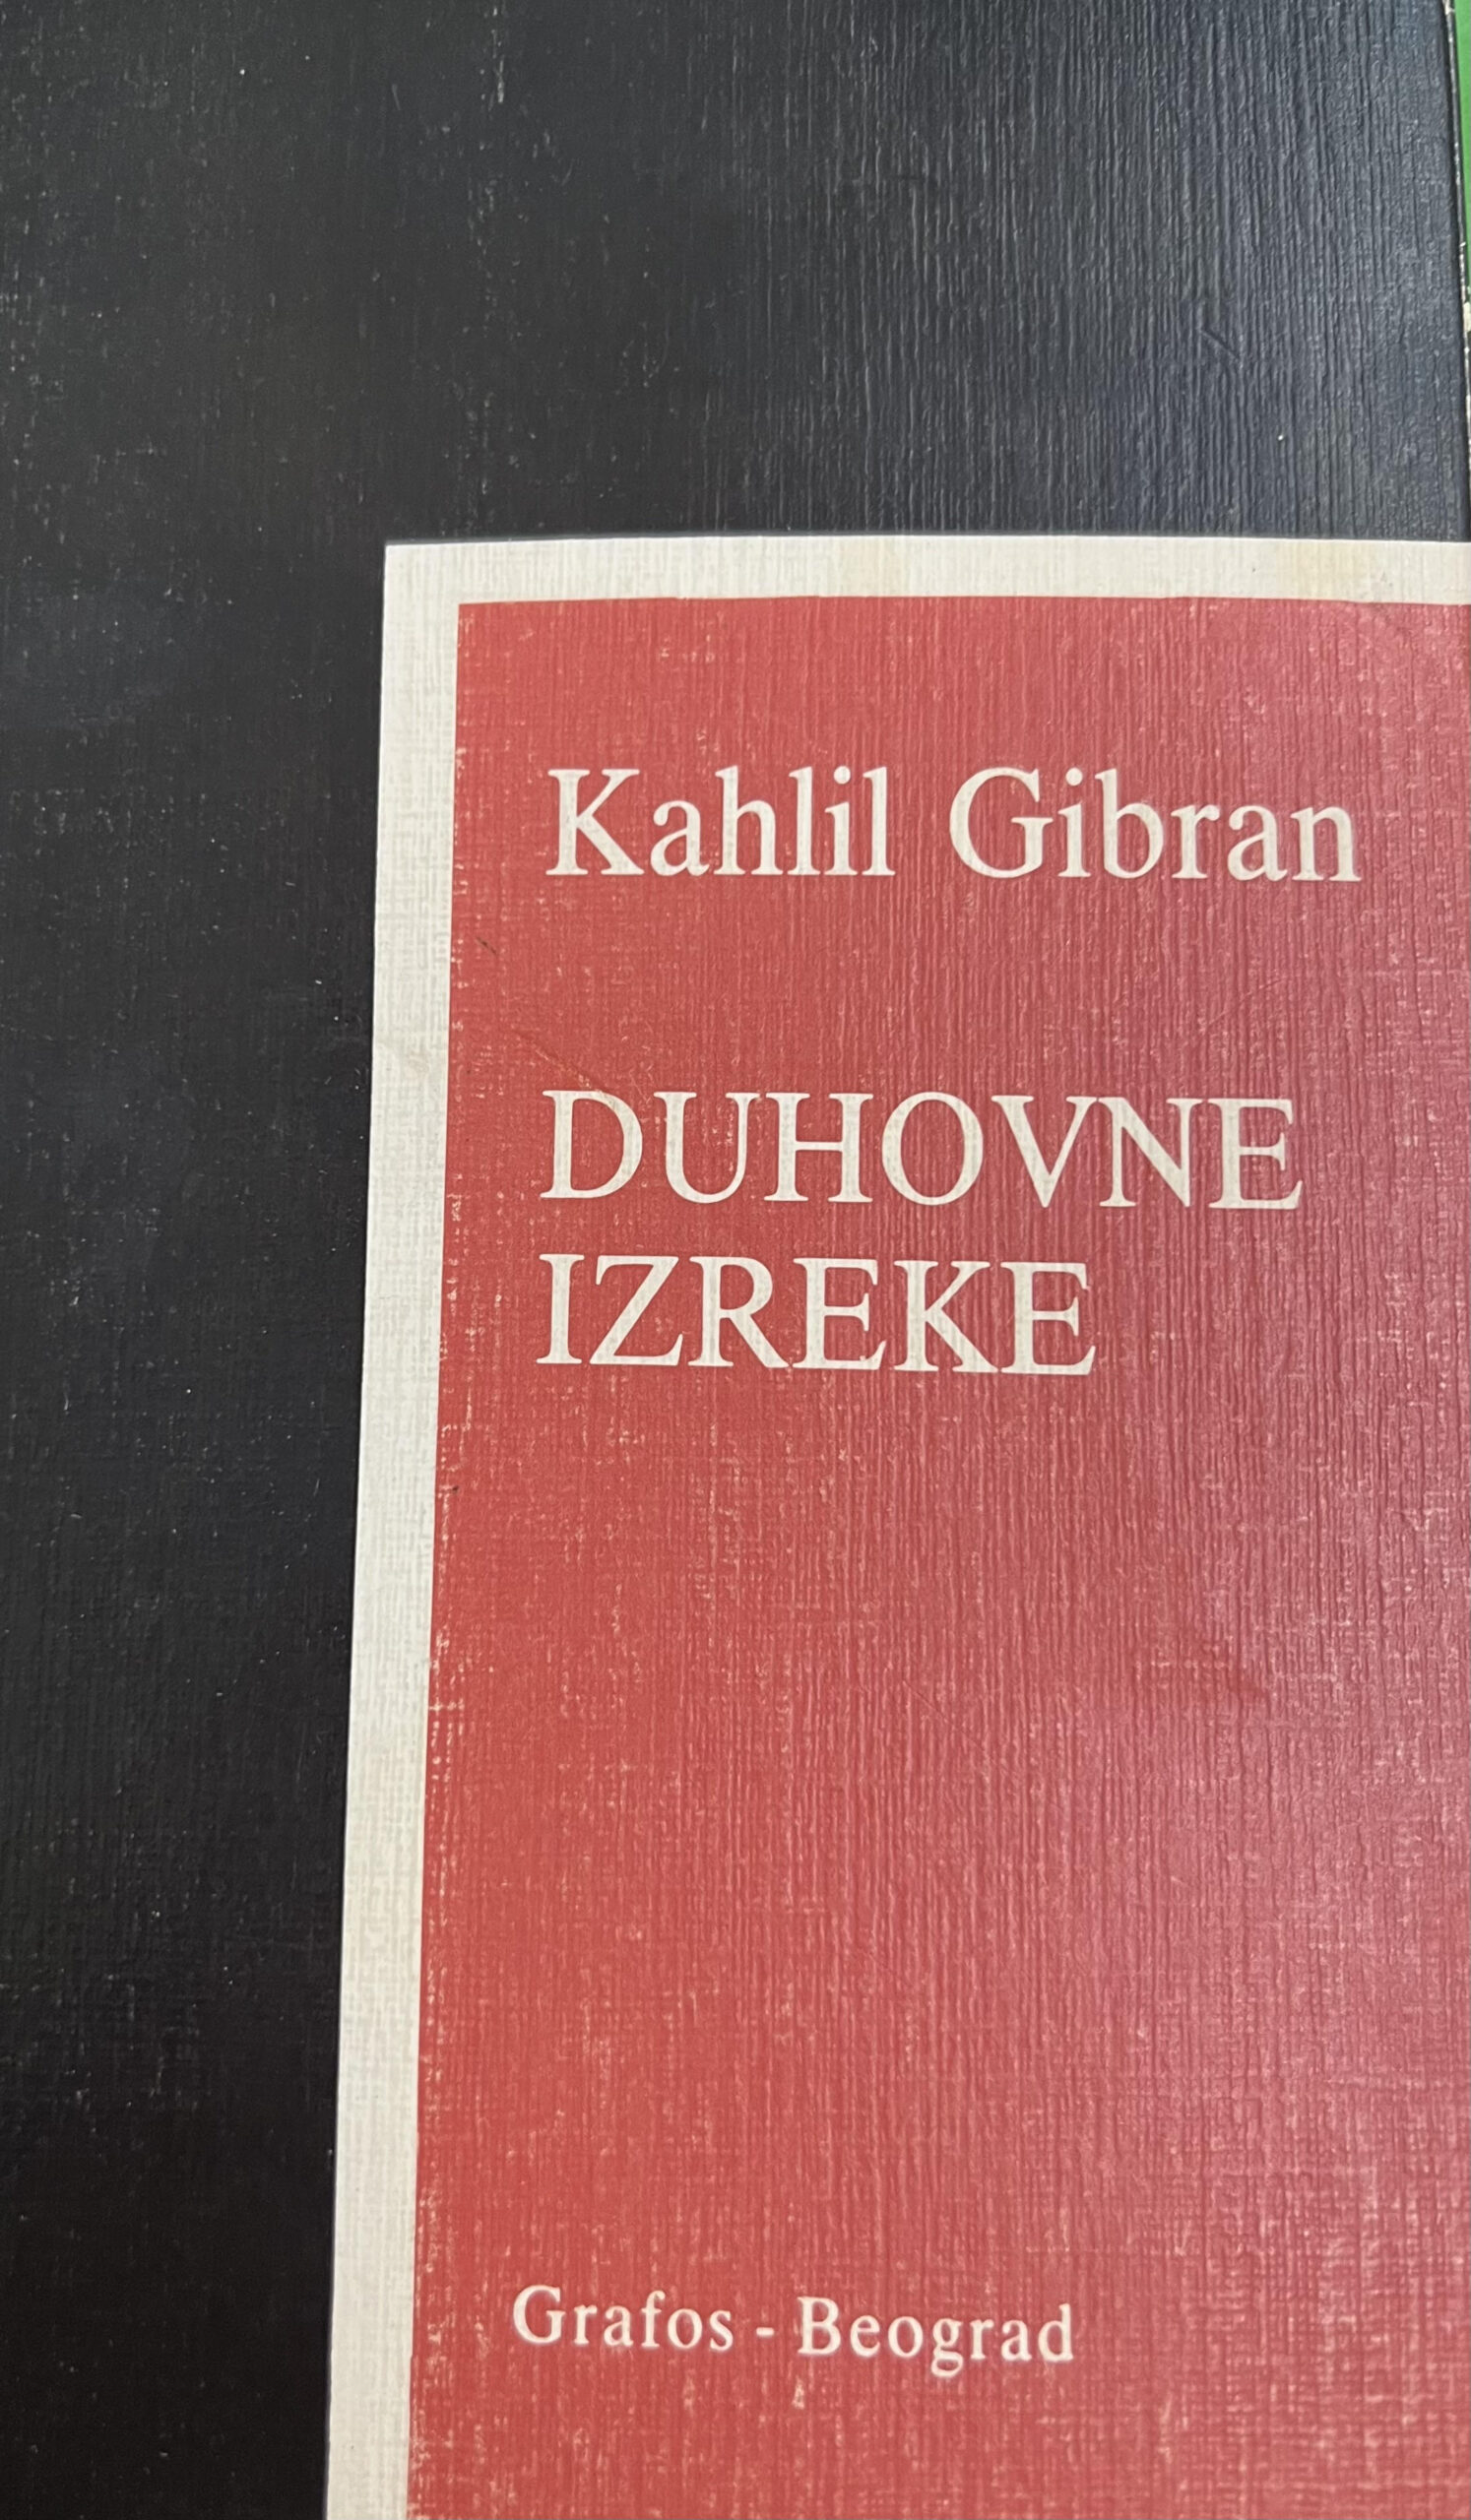 Kahlil Gibran
DUHOVNE
IZREKE
Grafos - Beograd